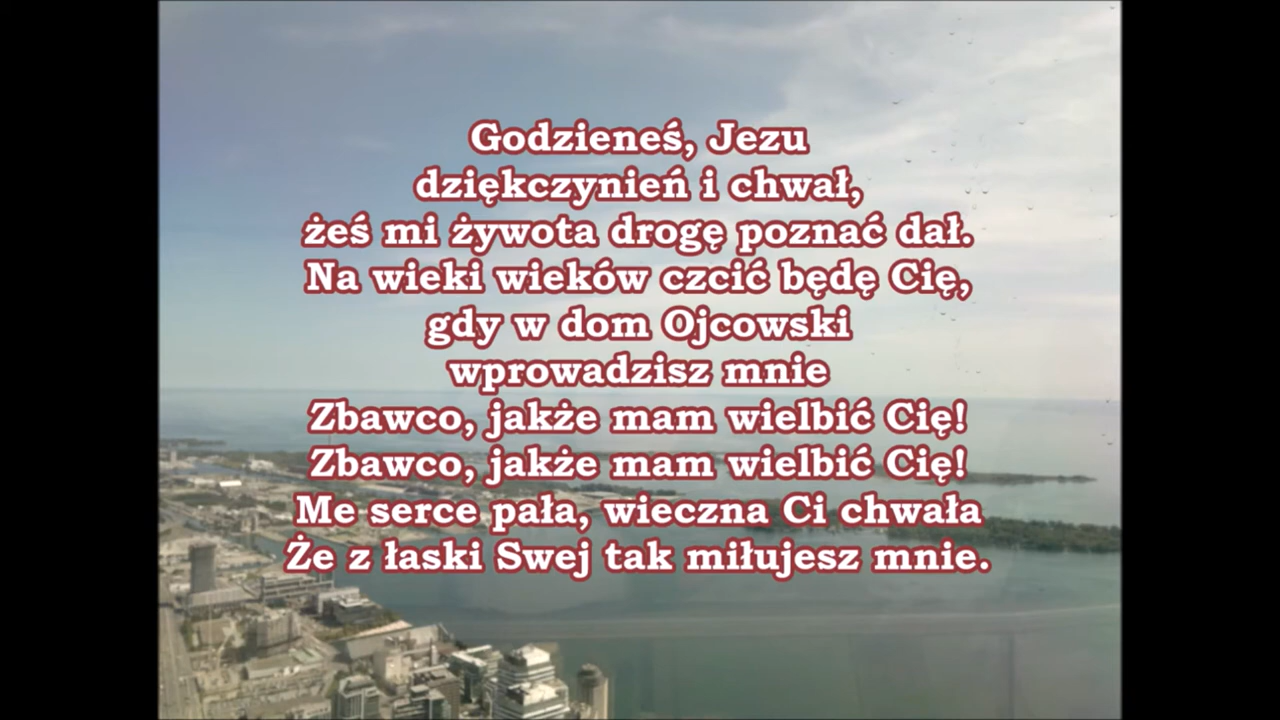 Godzieneś, Jezu
dziękczynień i chwał,
żeś mi żywota drogę poznać dał.
Na wieki wieków czcić będę Cię,
gdy w dom Ojcowski
wprowadzisz mnie
Zbawco, jakże mam wielbić Cię!
Zbawco, jakże mam wielbić Cię!
Me serce pała, wieczna Ci chwała
Że z łaski Swej tak miłujesz mnie.